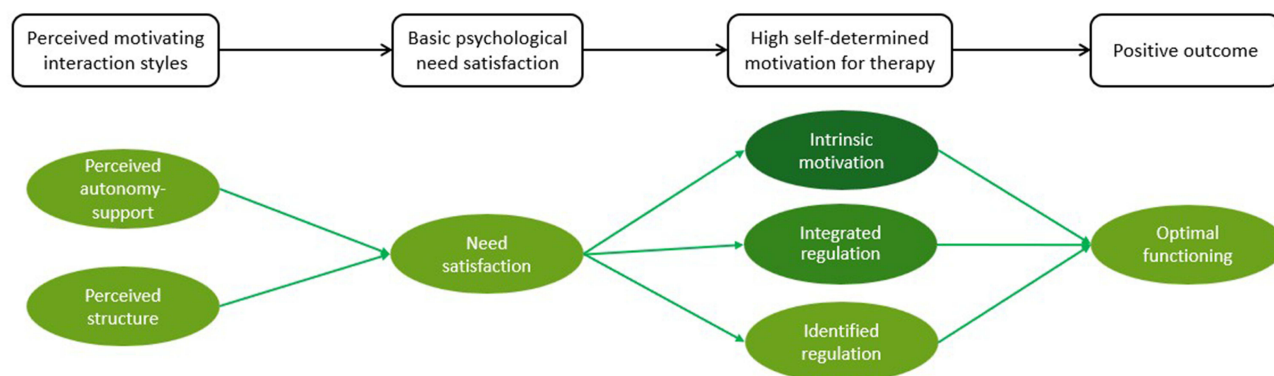 Perceived motivating
interaction styles
Basic psychological
need satisfaction
High self-determined
motivation for therapy
Positive outcome
Perceived
autonomy-
support
Perceived
structure
Need
satisfaction
Intrinsic
motivation
Integrated
regulation
Identified
regulation
Optimal
functioning